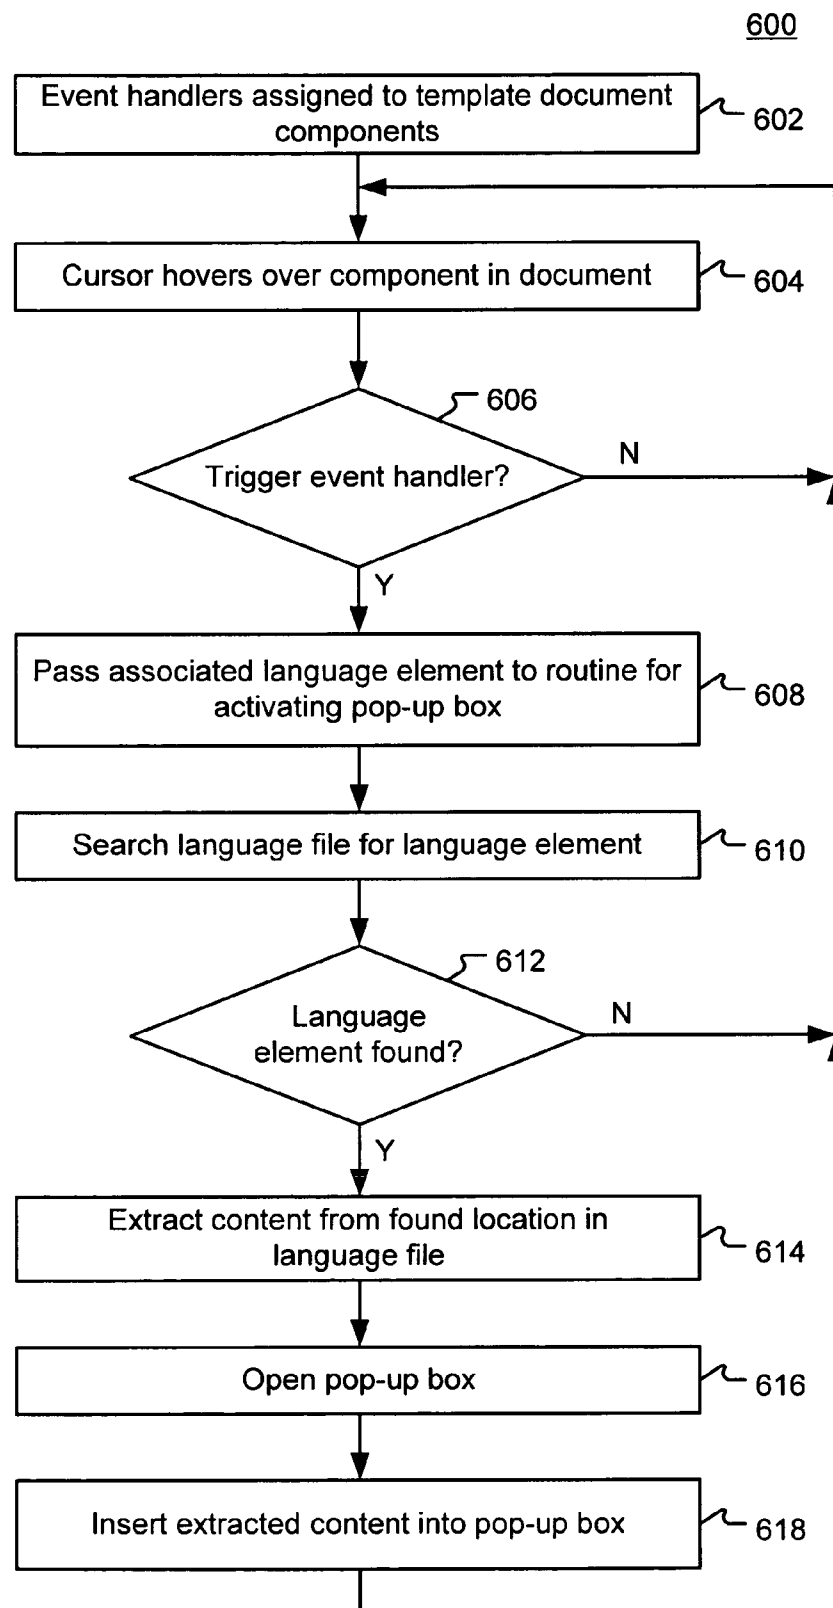 600
Event handlers assigned to template document
components
602
Cursor hovers over component in document
604
606
Trigger event handler?
N
Y
Pass associated language element to routine for
activating pop-up box
608
Search language file for language element
610
612
Language
element found?
N
Y
Extract content from found location in
language file
614
Open pop-up box
616
Insert extracted content into pop-up box
618